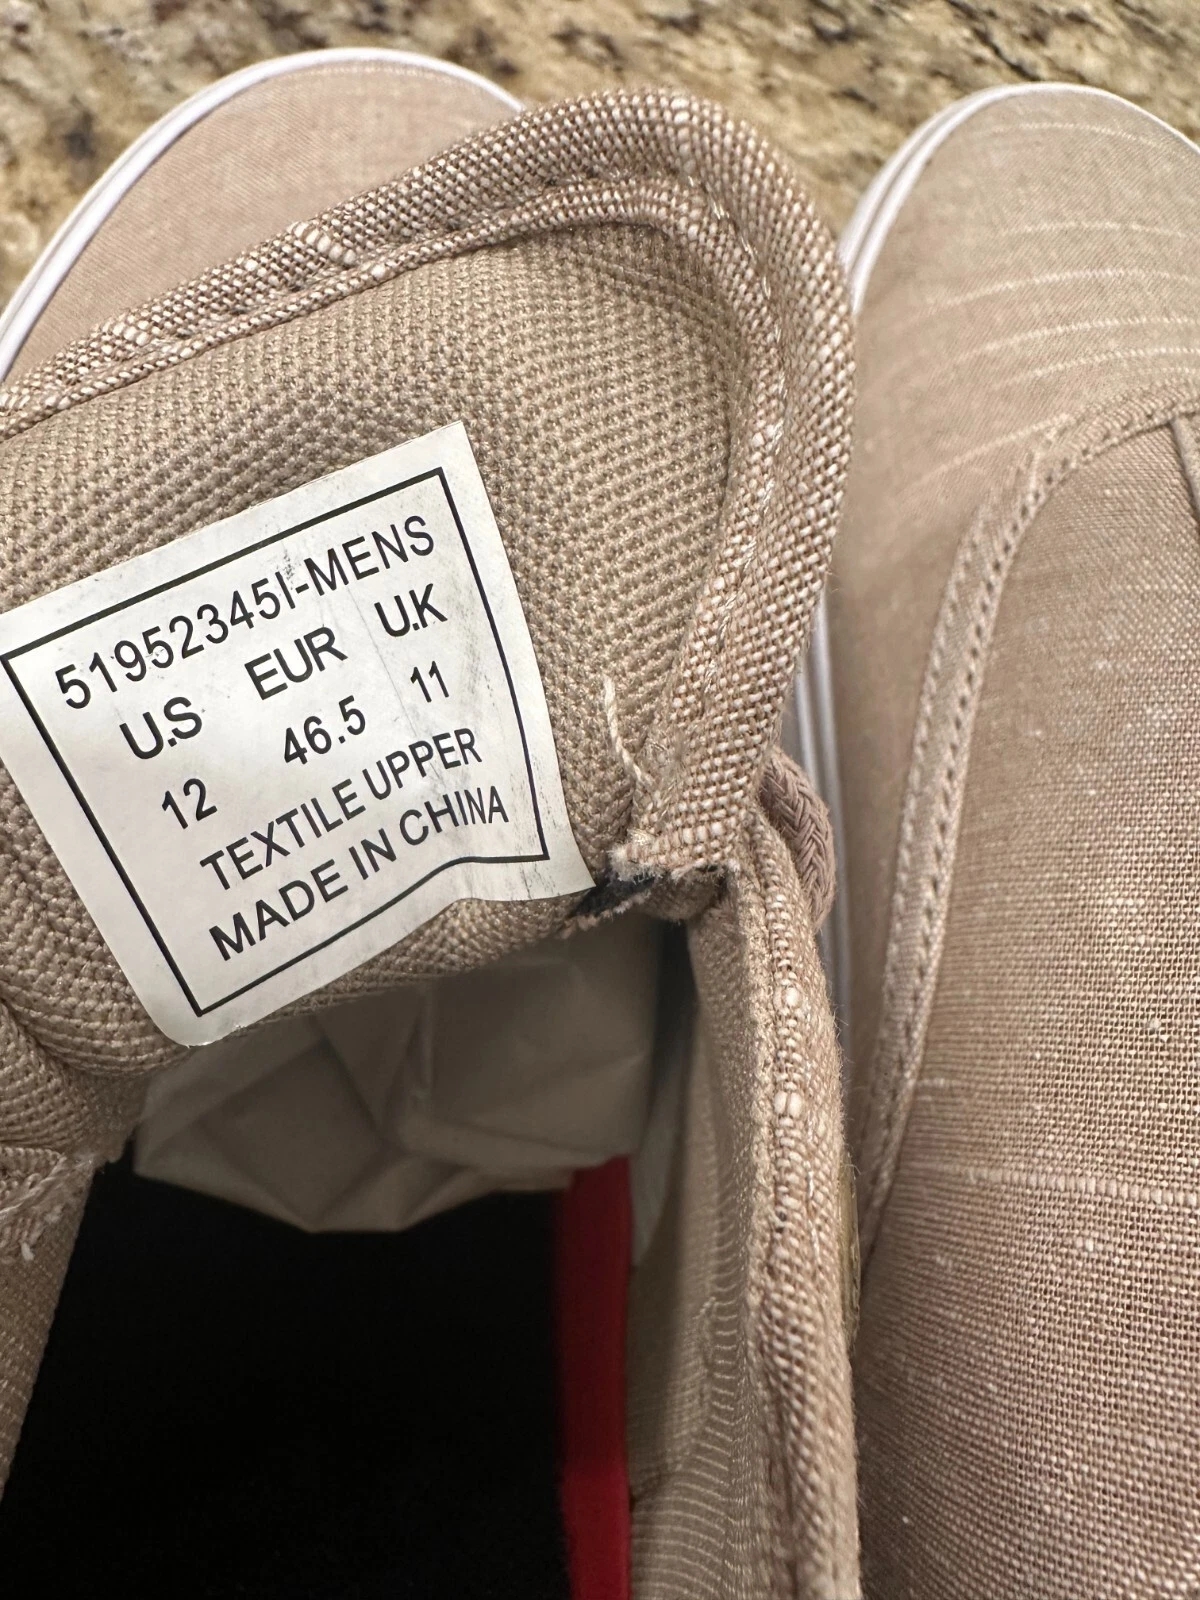 51952345I-MENS
U.S EUR U.K
12 46.5 11
TEXTILE UPPER
MADE IN CHINA